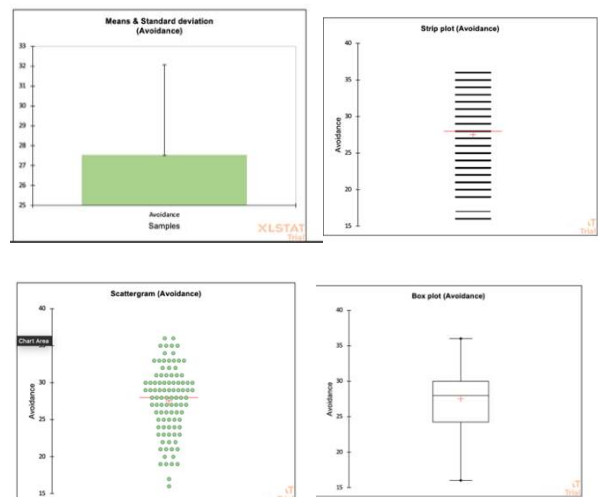 Means & Standard deviation
(Avoidance)
33
32
31
30
29
28
27
26
25
Avoidance
Samples
XLSTAT
Trial
Strip plot (Avoidance)
40
35
30
25
20
15
Avoidance
Trial
Scattergram (Avoidance)
40
Chart Area
30
25
20
15
Avoidance
Box plot (Avoidance)
40
35
30
25
20
15
Avoidance